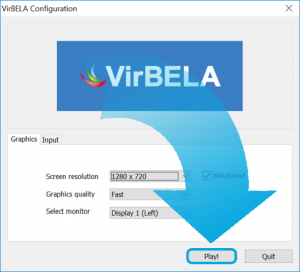 VirBELA Configuration
VirBELA
Graphics Input
Screen resolution 1280 x 720 Windowed
Graphics quality Fast
Select monitor Display 1 (Left)
Play! Quit